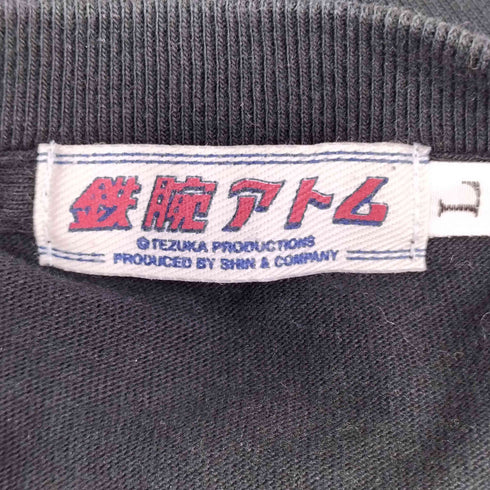 鉄腕アトム
©TEZUKA PRODUCTIONS
PRODUCED BY SHIN & COMPANY
L